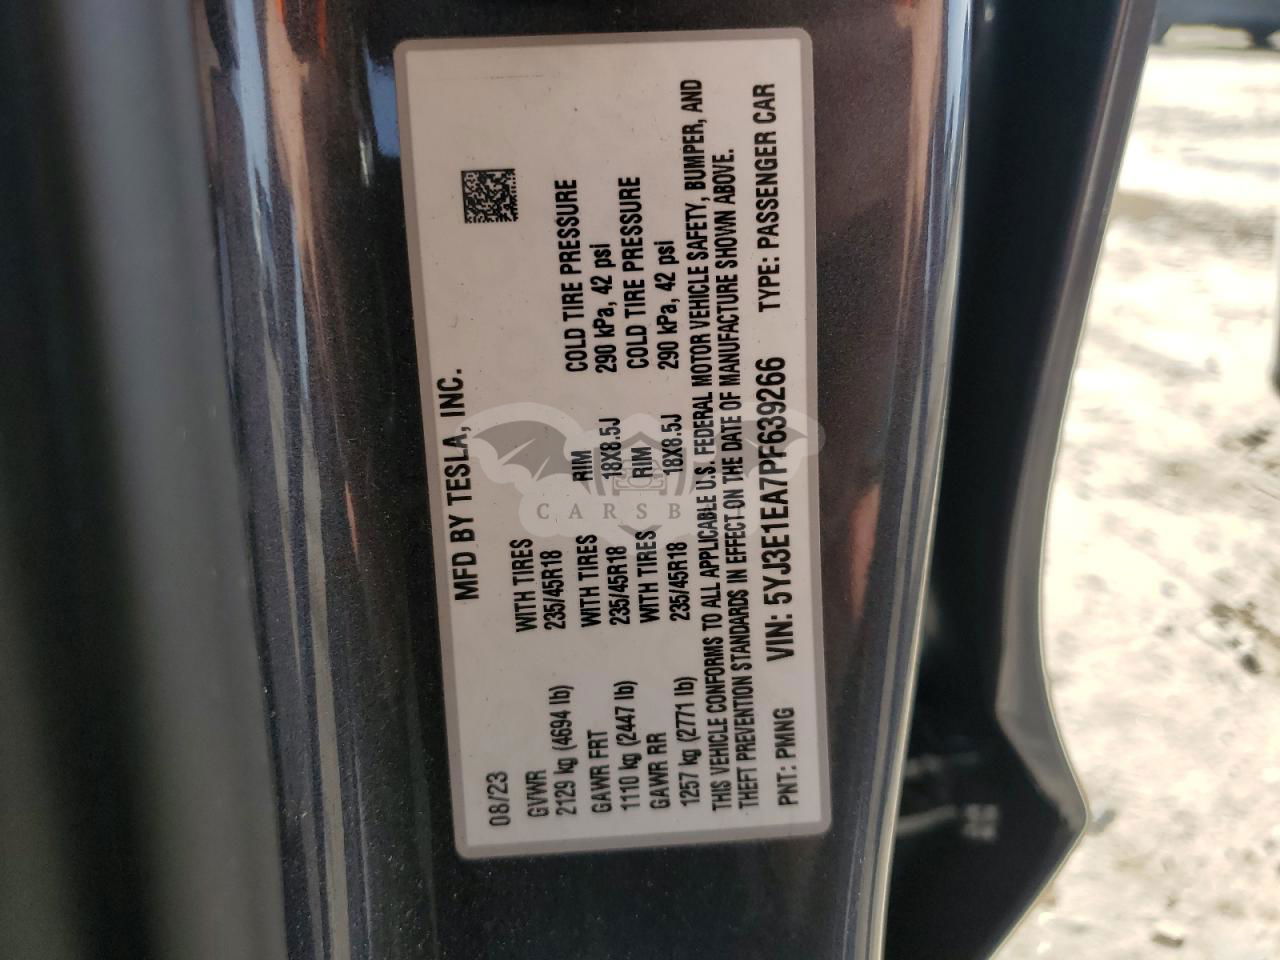 MFD BY TESLA, INC.
08/23
GVWR WITH TIRES RIM COLD TIRE PRESSURE
2129 kg (4694 lb) 235/45R18 18X8.5J 290 kPa, 42 psi
GAWR FRT WITH TIRES RIM COLD TIRE PRESSURE
1110 kg (2447 lb) 235/45R18 18X8.5J 290 kPa, 42 psi
GAWR RR WITH TIRES
1257 kg (2771 lb) 235/45R18
THIS VEHICLE CONFORMS TO ALL APPLICABLE U.S. FEDERAL MOTOR VEHICLE SAFETY, BUMPER, AND
THEFT PREVENTION STANDARDS IN EFFECT ON THE DATE OF MANUFACTURE SHOWN ABOVE.
PNT: PMNG VIN: 5YJ3E1EA7PF639266 TYPE: PASSENGER CAR
CARSB